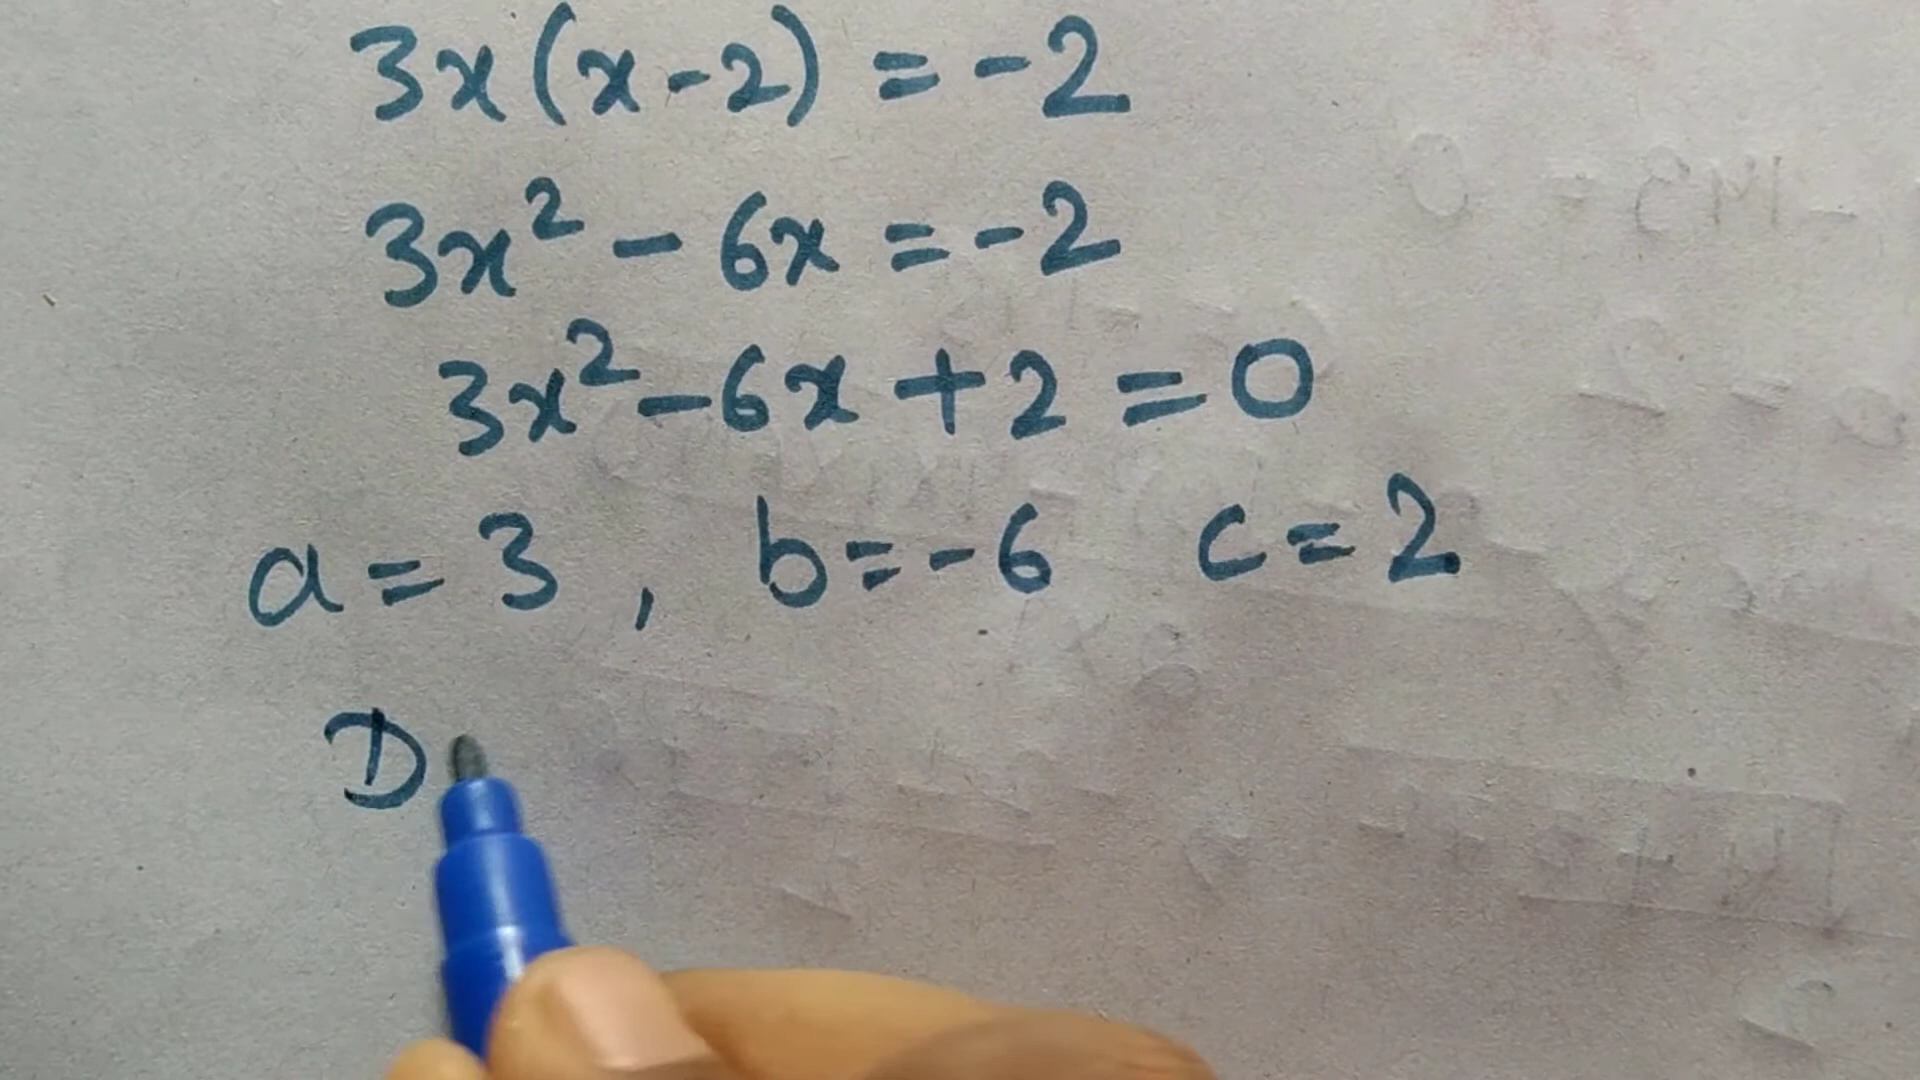 3x(x-2) = -2
3x² - 6x = -2
3x² - 6x + 2 = 0
a = 3 , b = -6 c = 2
D